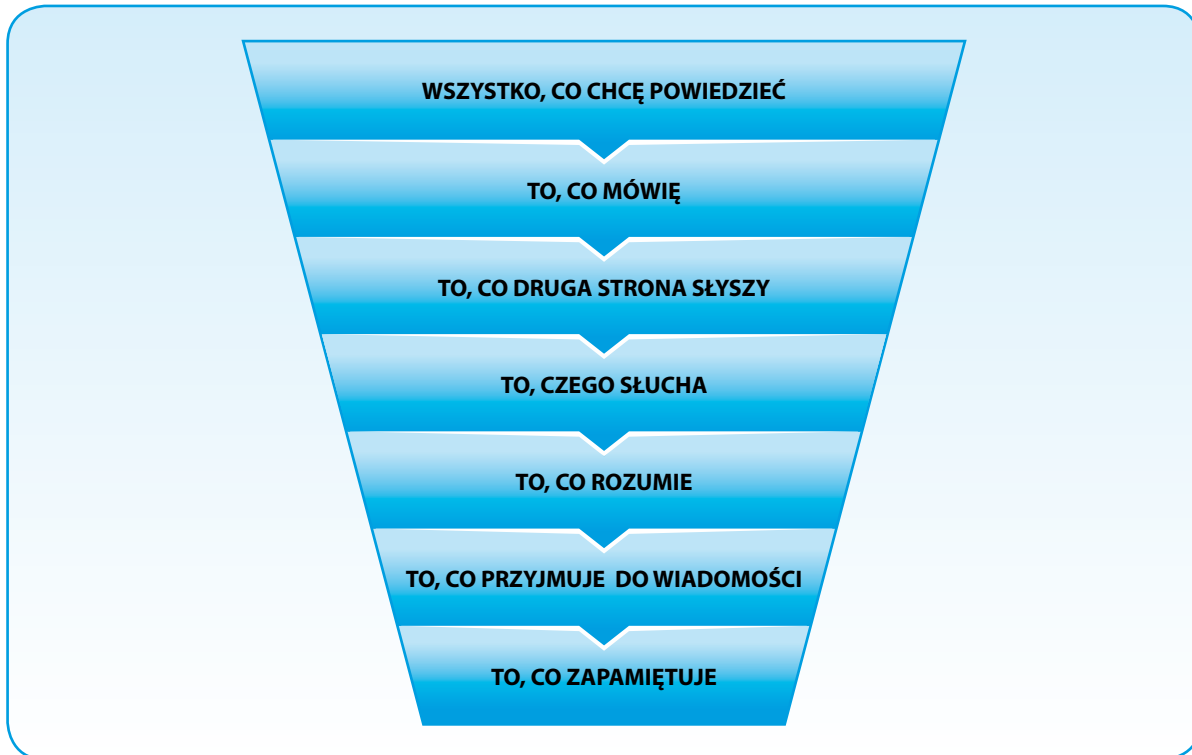 WSZYSTKO, CO CHCĘ POWIEDZIEĆ
TO, CO MÓWIĘ
TO, CO DRUGA STRONA SŁYSZY
TO, CZEGO SŁUCHA
TO, CO ROZUMIE
TO, CO PRZYJMUJE DO WIADOMOŚCI
TO, CO ZAPAMIĘTUJE